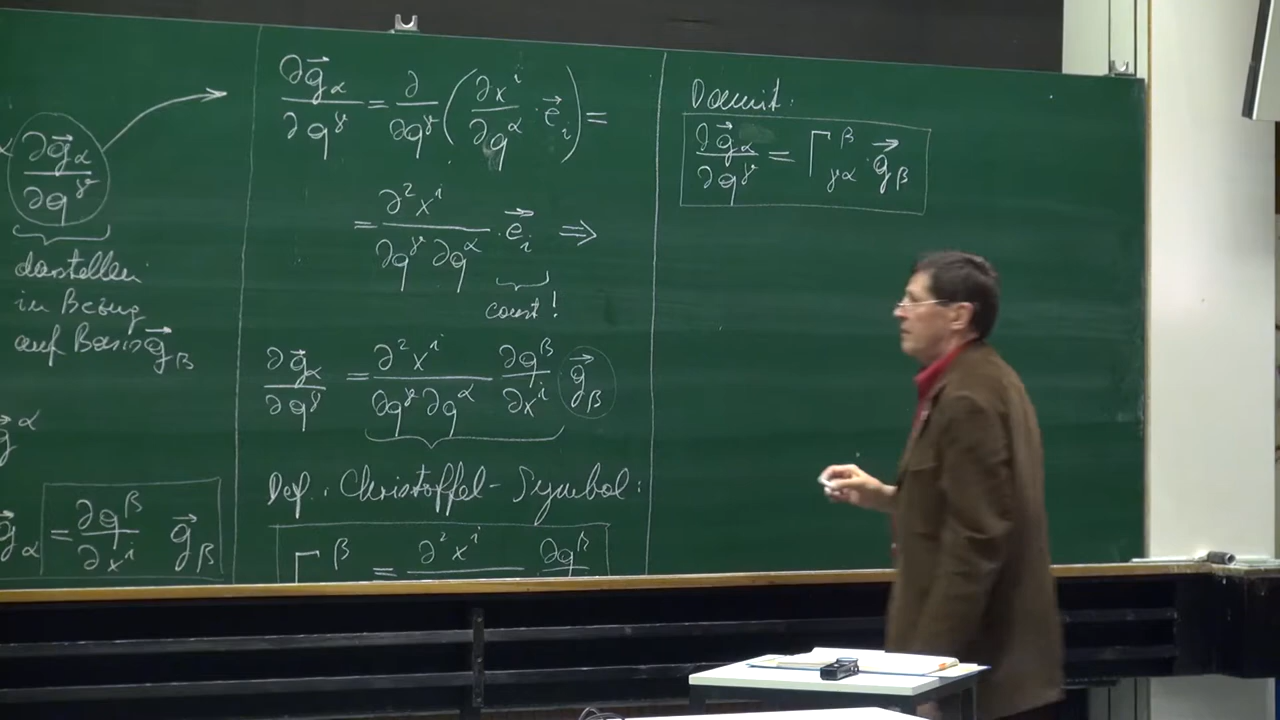 ∂g⃗_α/∂q^γ
darstellen
in Bezug
auf Basis g⃗_β
g⃗^α
g⃗_α = ∂q^β/∂x^i g⃗_β
∂g⃗_α/∂q^γ = ∂/∂q^γ (∂x^i/∂q^α · e⃗_i) =
= ∂²x^i/∂q^γ∂q^α · e⃗_i ⇒
const!
∂g⃗_α/∂q^γ = ∂²x^i/∂q^γ∂q^α ∂q^β/∂x^i g⃗_β
Def.: Christoffel-Symbol:
Γ^β = ∂²x^i ∂q^β
Damit:
∂g⃗_α/∂q^γ = Γ^β_γα · g⃗_β